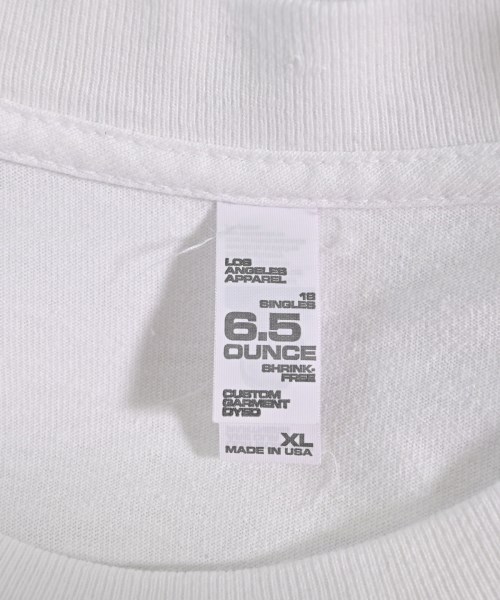 LOS
ANGELES
APPAREL
18
SINGLES
6.5
OUNCE
SHRINK-
FREE
CUSTOM
GARMENT
DYED
XL
MADE IN USA